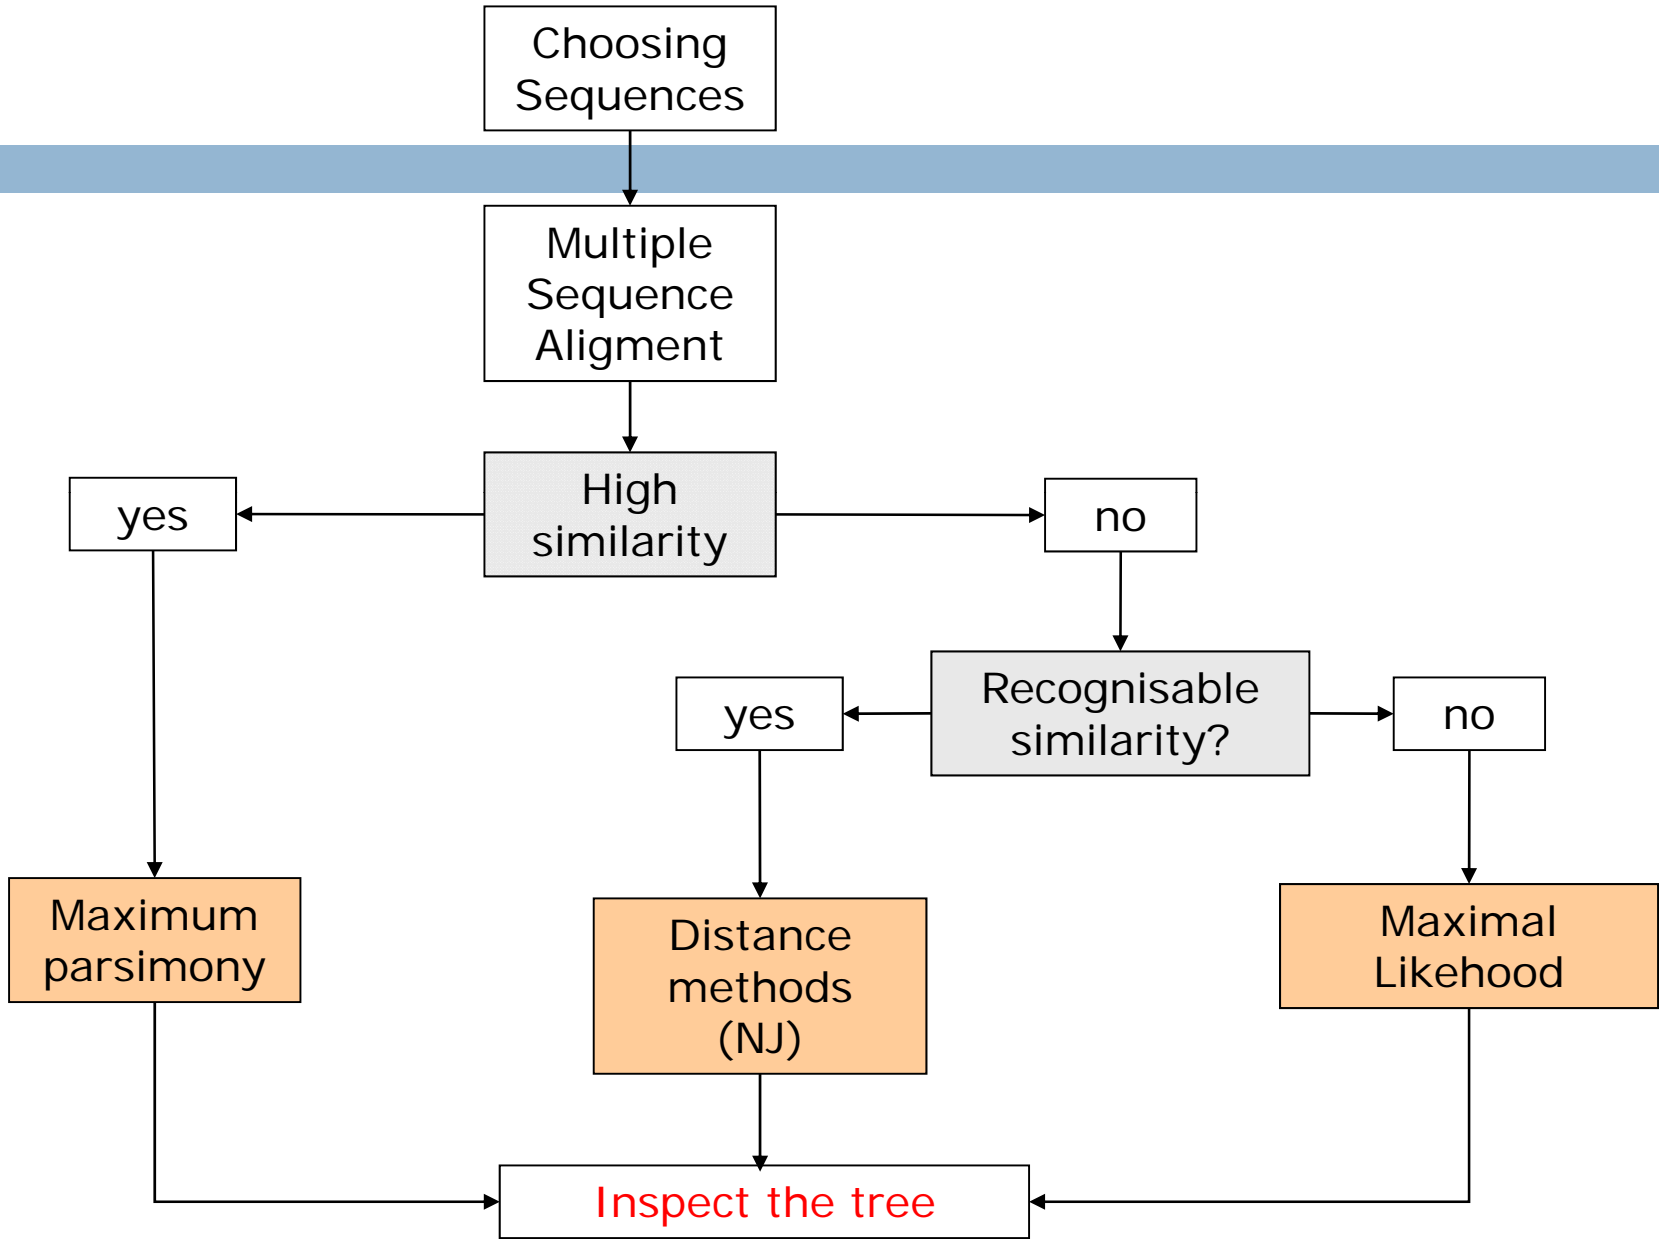 Choosing
Sequences
Multiple
Sequence
Aligment
High
similarity
yes
no
Recognisable
similarity?
yes
no
Maximum
parsimony
Distance
methods
(NJ)
Maximal
Likehood
Inspect the tree